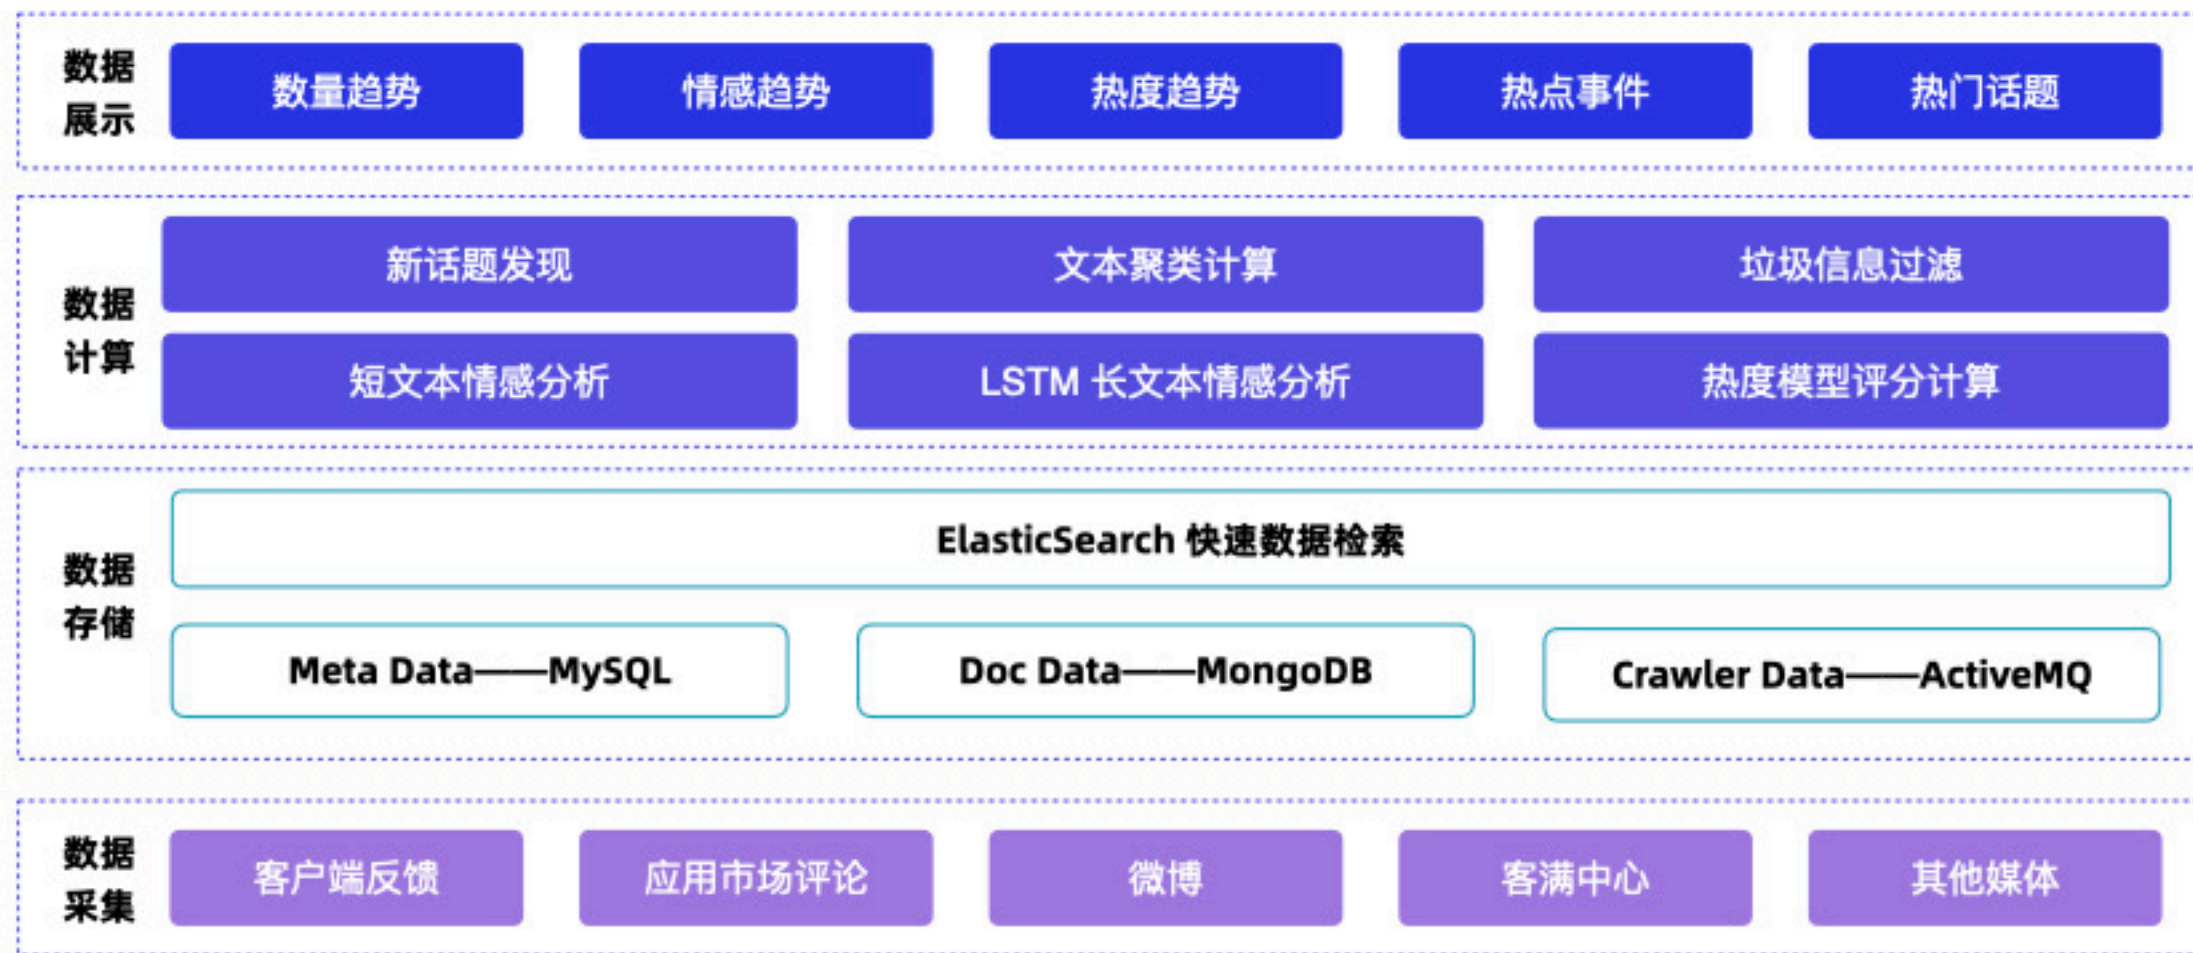 数据
展示
数量趋势
情感趋势
热度趋势
热点事件
热门话题
数据
计算
新话题发现
文本聚类计算
垃圾信息过滤
短文本情感分析
LSTM 长文本情感分析
热度模型评分计算
数据
存储
ElasticSearch 快速数据检索
Meta Data——MySQL
Doc Data——MongoDB
Crawler Data——ActiveMQ
数据
采集
客户端反馈
应用市场评论
微博
客满中心
其他媒体